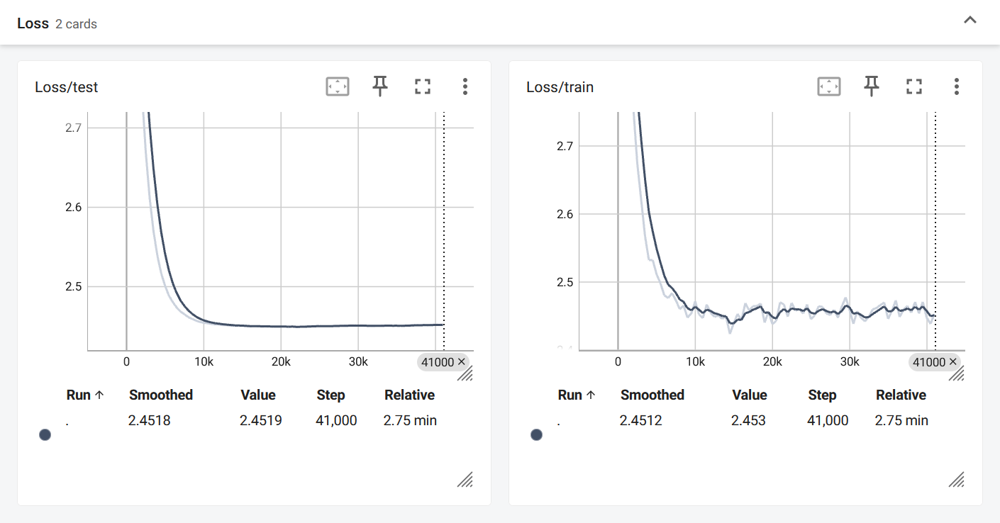 Loss 2 cards
Loss/test
2.7
2.6
2.5
0 10k 20k 30k 41000 ×
Run ↑ Smoothed Value Step Relative
. 2.4518 2.4519 41,000 2.75 min
Loss/train
2.7
2.6
2.5
2.4
0 10k 20k 30k 41000 ×
Run ↑ Smoothed Value Step Relative
. 2.4512 2.453 41,000 2.75 min